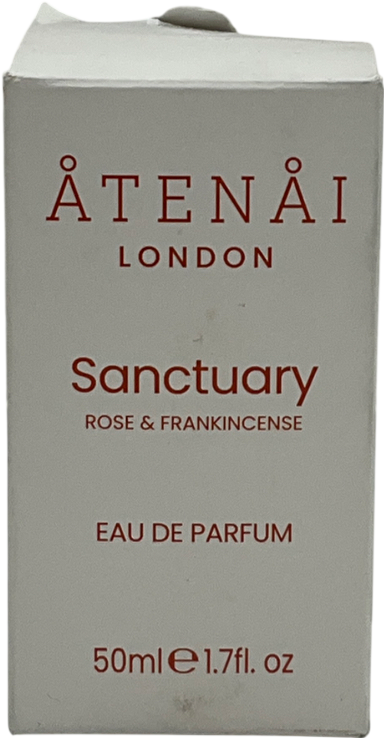 ÅTENÅI
LONDON
Sanctuary
ROSE & FRANKINCENSE
EAU DE PARFUM
50ml ℮ 1.7fl. oz